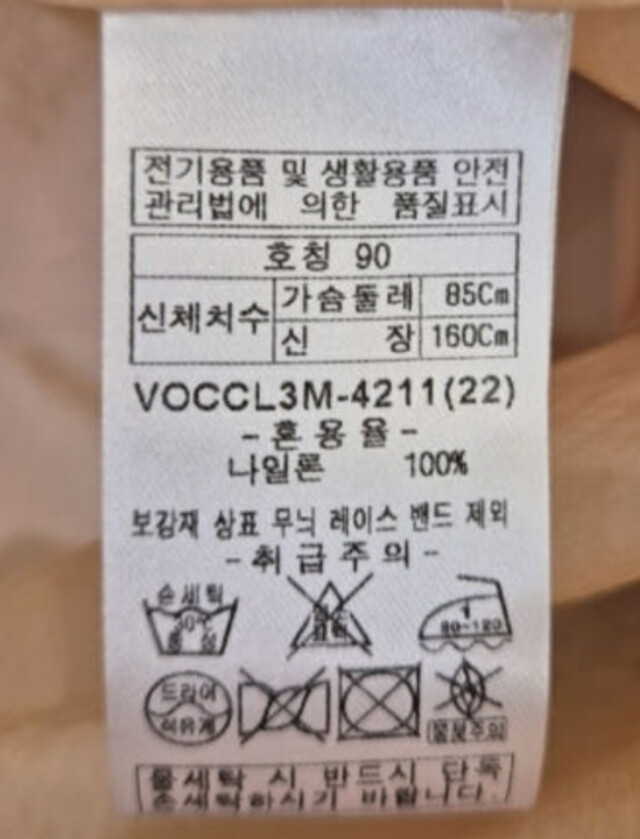 전기용품 및 생활용품 안전
관리법에 의한 품질표시
호칭 90
신체치수 가슴둘레 85Cm
신 장 160Cm
VOCCL3M-4211(22)
-혼용율-
나일론 100%
보강재 상표 무늬 레이스 밴드 제외
-취급주의-
손세탁
중성
1
80~120
드라이
석유계
물세탁 시 반드시 단독
손세탁하시기 바랍니다.